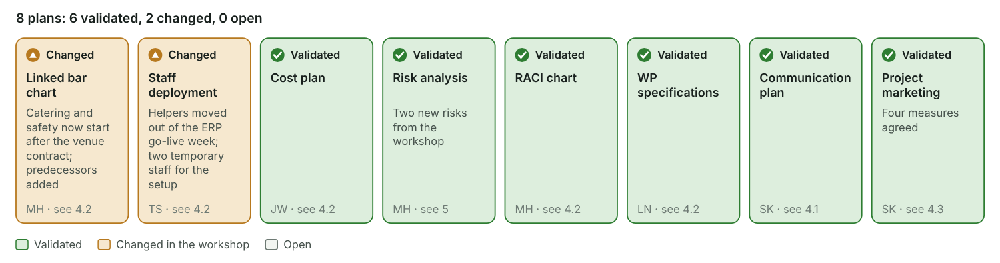 8 plans: 6 validated, 2 changed, 0 open
Changed
Linked bar
chart
Catering and
safety now start
after the venue
contract;
predecessors
added
MH · see 4.2
Changed
Staff
deployment
Helpers moved
out of the ERP
go-live week;
two temporary
staff for the
setup
TS · see 4.2
Validated
Cost plan
JW · see 4.2
Validated
Risk analysis
Two new risks
from the
workshop
MH · see 5
Validated
RACI chart
MH · see 4.2
Validated
WP
specifications
LN · see 4.2
Validated
Communication
plan
SK · see 4.1
Validated
Project
marketing
Four measures
agreed
SK · see 4.3
Validated
Changed in the workshop
Open